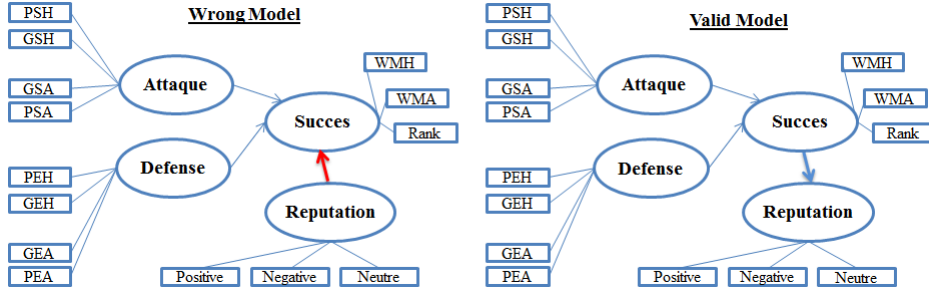 Wrong Model
PSH
GSH
GSA
PSA
Attaque
PEH
GEH
GEA
PEA
Defense
Succes
WMH
WMA
Rank
Reputation
Positive
Negative
Neutre
Valid Model
PSH
GSH
GSA
PSA
Attaque
PEH
GEH
GEA
PEA
Defense
Succes
WMH
WMA
Rank
Reputation
Positive
Negative
Neutre